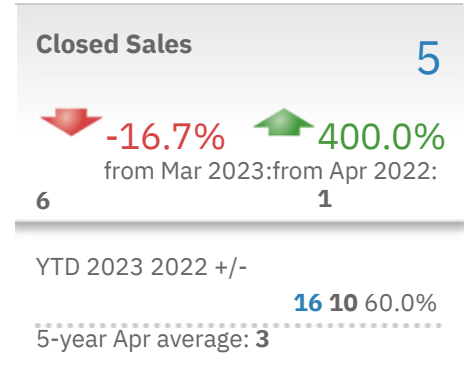 Closed Sales 5
-16.7% 400.0%
from Mar 2023:from Apr 2022:
6 1
YTD 2023 2022 +/-
16 10 60.0%
5-year Apr average: 3